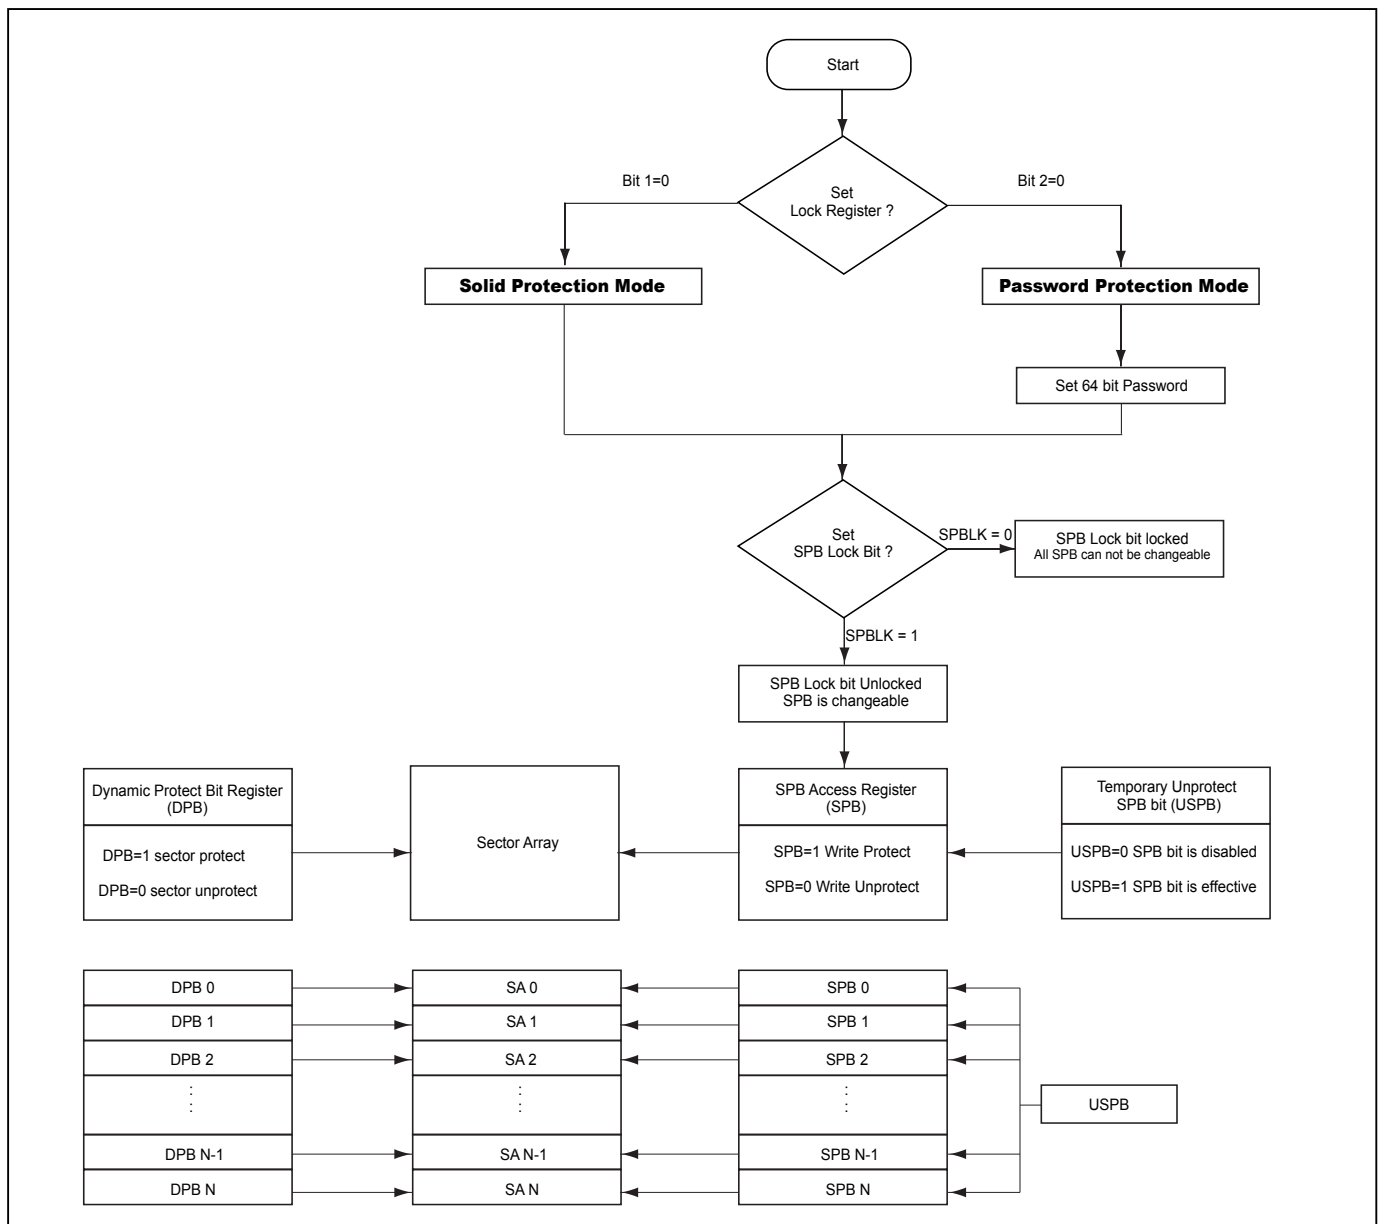 Start
Bit 1=0
Set
Lock Register ?
Bit 2=0
Solid Protection Mode
Password Protection Mode
Set 64 bit Password
Set
SPB Lock Bit ?
SPBLK = 0
SPB Lock bit locked
All SPB can not be changeable
SPBLK = 1
SPB Lock bit Unlocked
SPB is changeable
Dynamic Protect Bit Register
(DPB)
DPB=1 sector protect
DPB=0 sector unprotect
Sector Array
SPB Access Register
(SPB)
SPB=1 Write Protect
SPB=0 Write Unprotect
Temporary Unprotect
SPB bit (USPB)
USPB=0 SPB bit is disabled
USPB=1 SPB bit is effective
DPB 0
SA 0
SPB 0
DPB 1
SA 1
SPB 1
DPB 2
SA 2
SPB 2
USPB
DPB N-1
SA N-1
SPB N-1
DPB N
SA N
SPB N